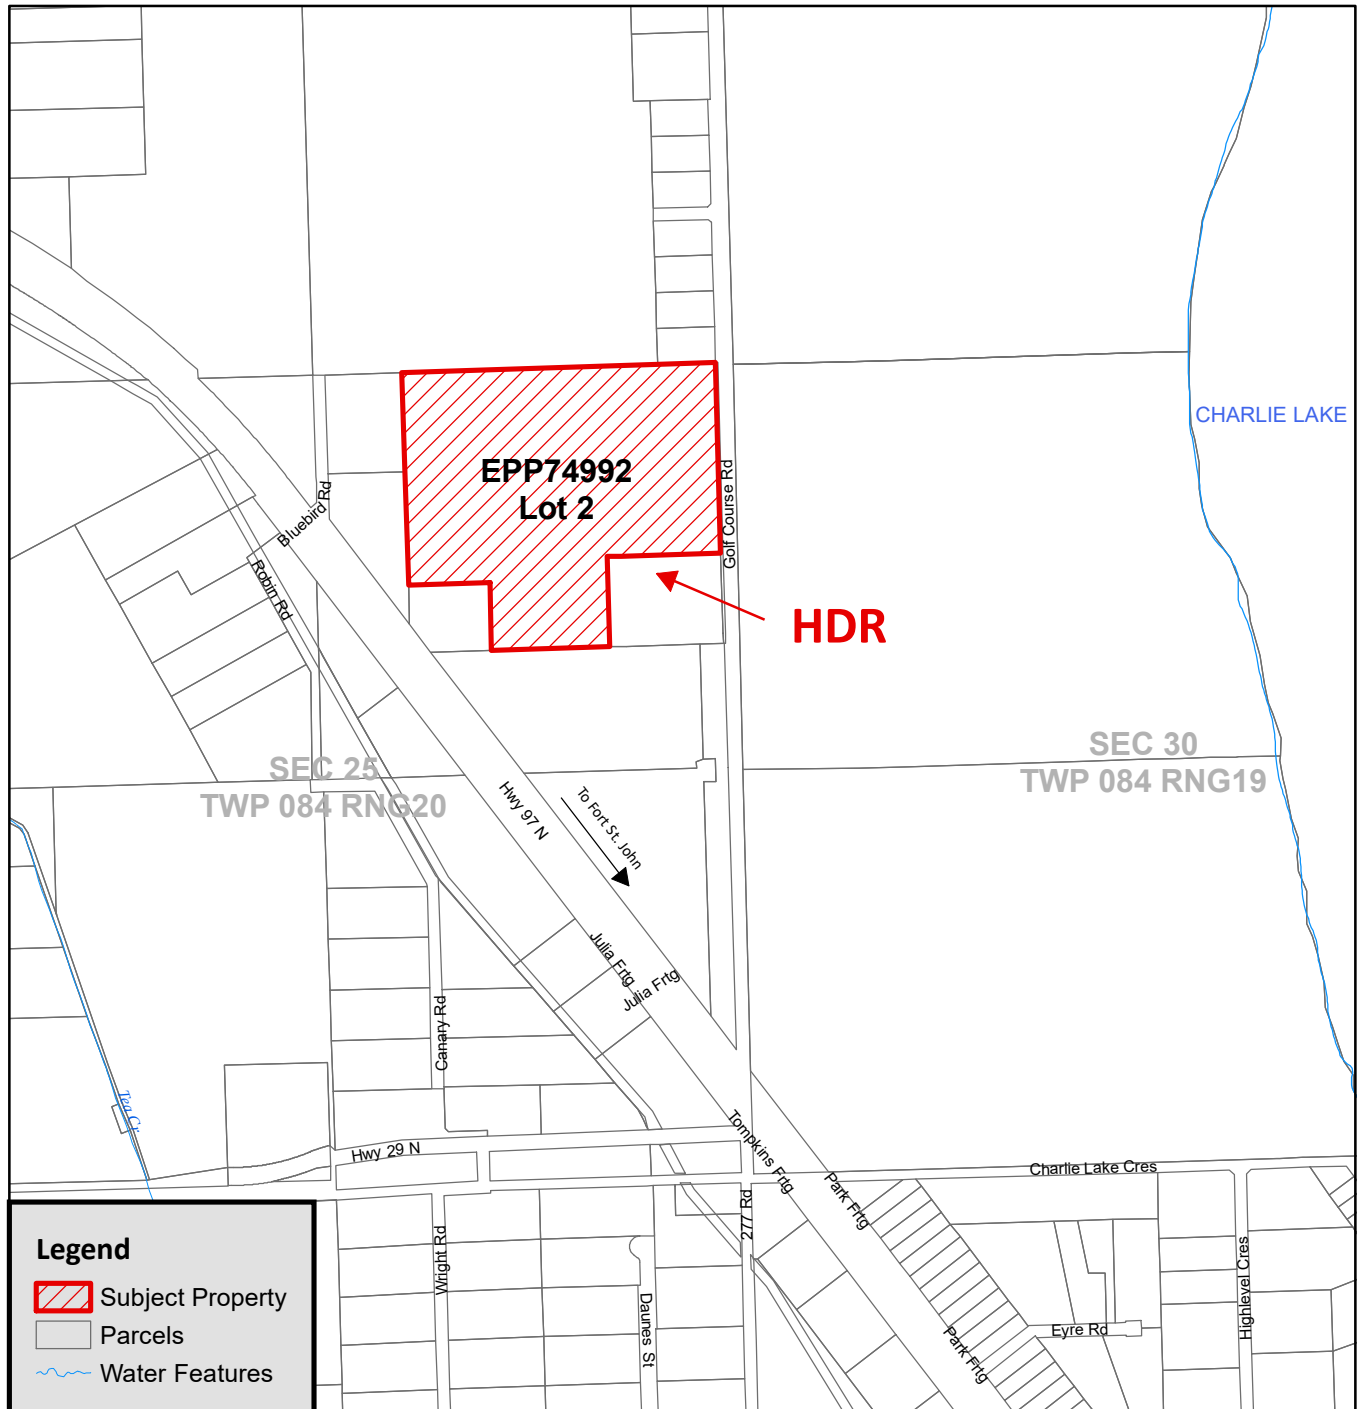 CHARLIE LAKE
EPP74992
Lot 2
Golf Course Rd
Bluebird Rd
Robin Rd
HDR
SEC 30
TWP 084 RNG19
SEC 25
TWP 084 RNG20
Hwy 97 N
To Fort St. John
Julia Frtg
Julia Frtg
Canary Rd
Tea Cr
Hwy 29 N
Tompkins Frtg
Charlie Lake Cres
Park Frtg
277 Rd
Wright Rd
Daunes St
Highlevel Cres
Eyre Rd
Park Frtg
Legend
Subject Property
Parcels
Water Features